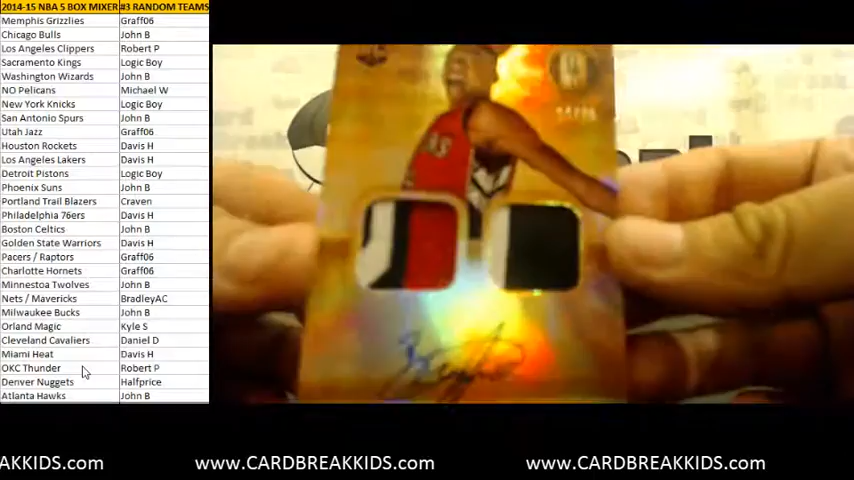 2014-15 NBA 5 BOX MIXER #3 RANDOM TEAMS
Memphis Grizzlies Graff06
Chicago Bulls John B
Los Angeles Clippers Robert P
Sacramento Kings Logic Boy
Washington Wizards John B
NO Pelicans Michael W
New York Knicks Logic Boy
San Antonio Spurs John B
Utah Jazz Graff06
Houston Rockets Davis H
Los Angeles Lakers Davis H
Detroit Pistons Logic Boy
Phoenix Suns John B
Portland Trail Blazers Craven
Philadelphia 76ers Davis H
Boston Celtics John B
Golden State Warriors Davis H
Pacers / Raptors Graff06
Charlotte Hornets Graff06
Minnestoa Twolves John B
Nets / Mavericks BradleyAC
Milwaukee Bucks John B
Orland Magic Kyle S
Cleveland Cavaliers Daniel D
Miami Heat Davis H
OKC Thunder Robert P
Denver Nuggets Halfprice
Atlanta Hawks John B
AKKIDS.com www.CARDBREAKKIDS.com www.CARDBREAKKIDS.com